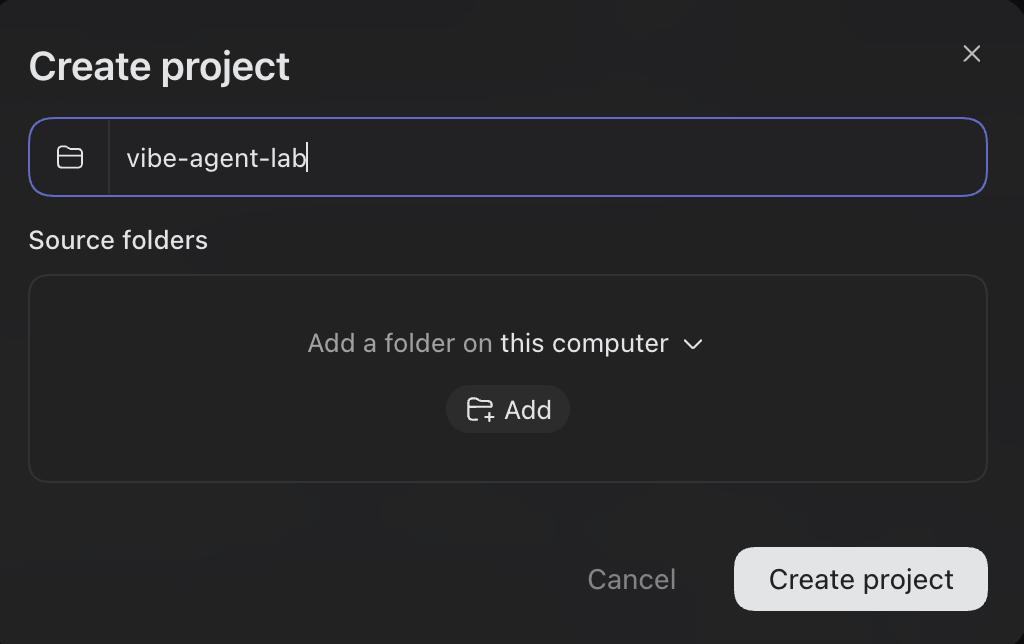 Create project
vibe-agent-lab
Source folders
Add a folder on this computer
Add
Cancel
Create project